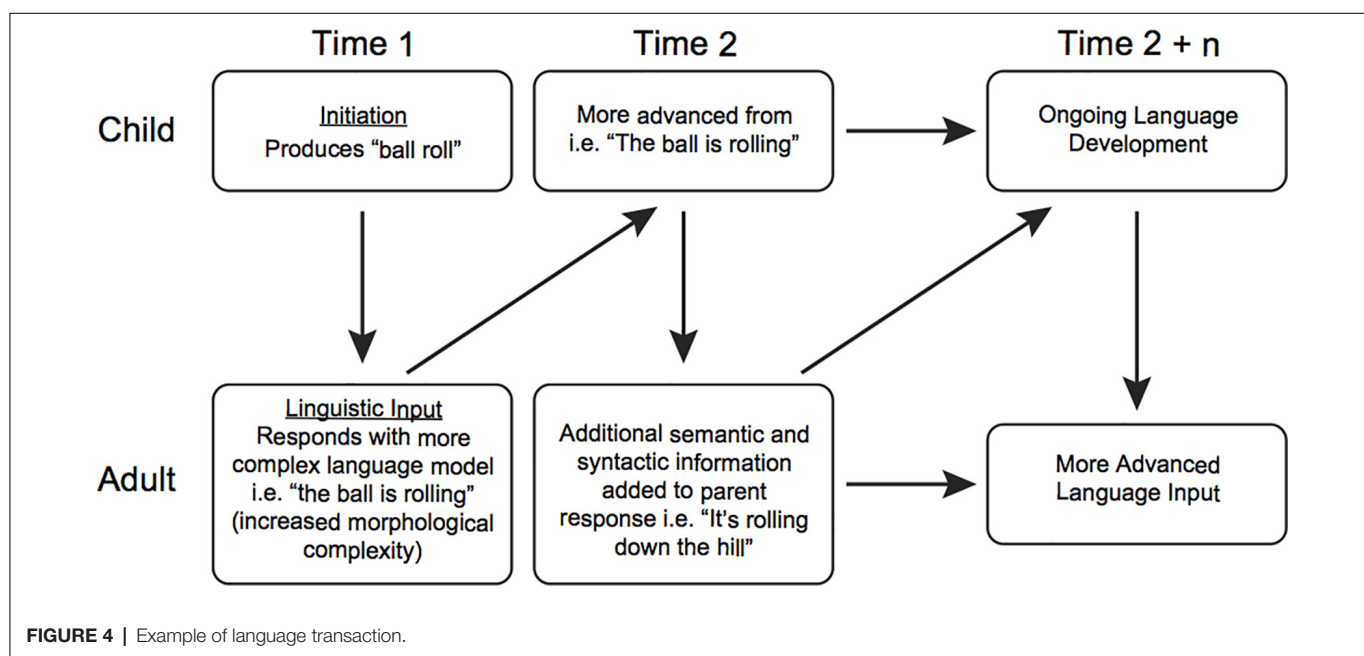 Time 1
Time 2
Time 2 + n
Child
Initiation
Produces "ball roll"
More advanced from
i.e. "The ball is rolling"
Ongoing Language
Development
Adult
Linguistic Input
Responds with more
complex language model
i.e. "the ball is rolling"
(increased morphological
complexity)
Additional semantic and
syntactic information
added to parent
response i.e. "It's rolling
down the hill"
More Advanced
Language Input
FIGURE 4 | Example of language transaction.